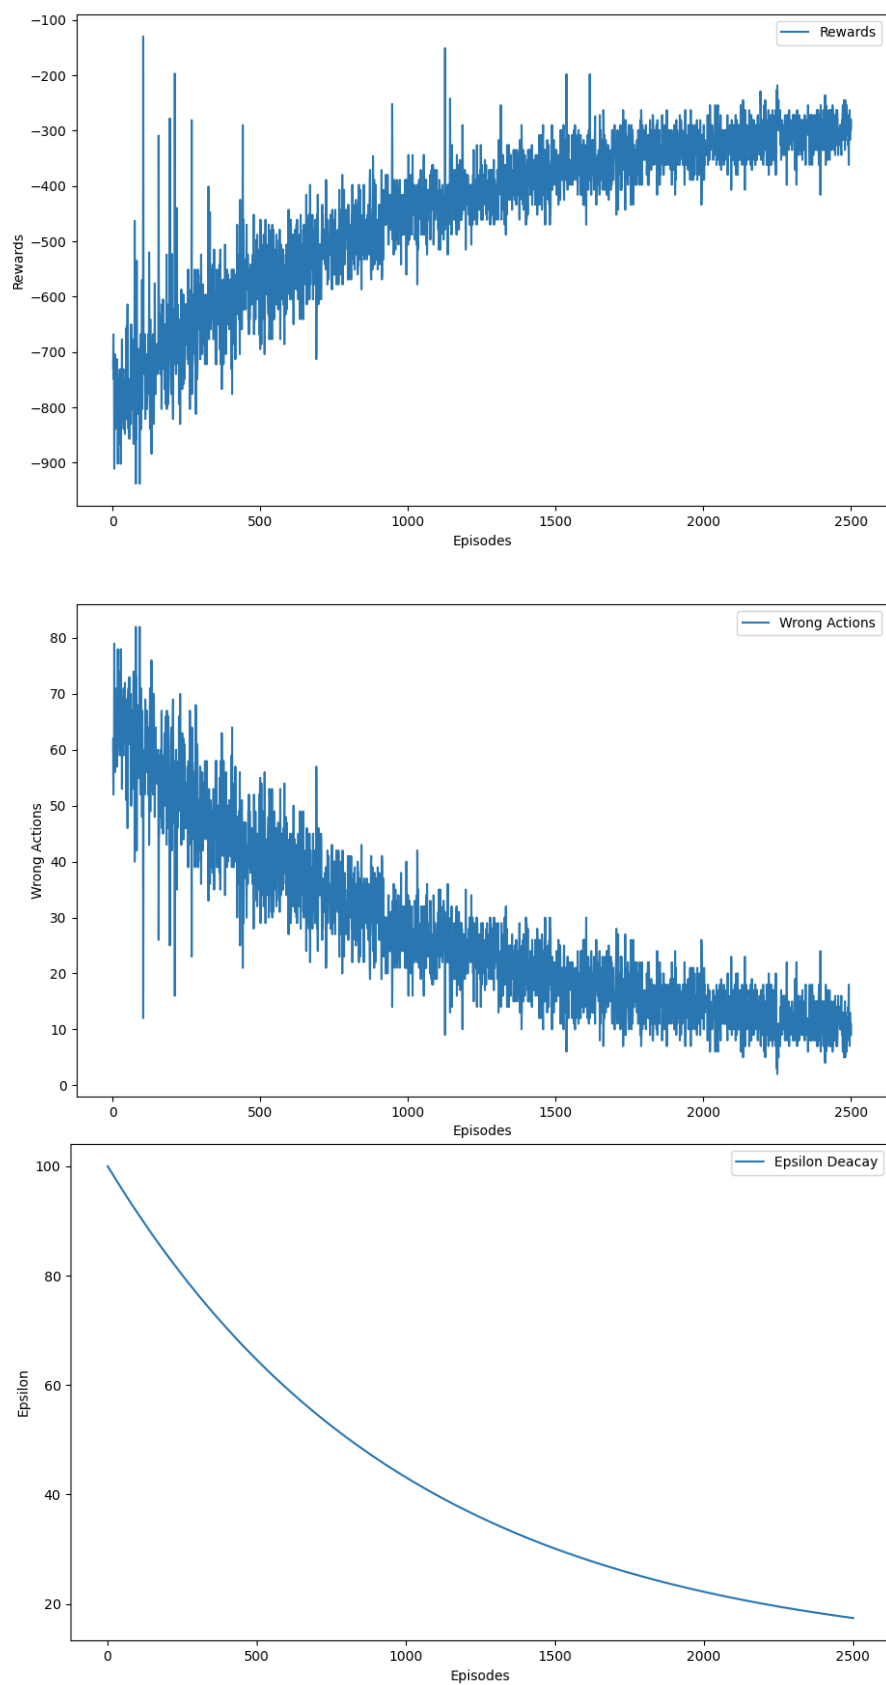 Rewards
Rewards
−100
−200
−300
−400
−500
−600
−700
−800
−900
0 500 1000 1500 2000 2500
Episodes
Wrong Actions
Wrong Actions
80
70
60
50
40
30
20
10
0
0 500 1000 1500 2000 2500
Episodes
Epsilon Deacay
Epsilon
100
80
60
40
20
0 500 1000 1500 2000 2500
Episodes